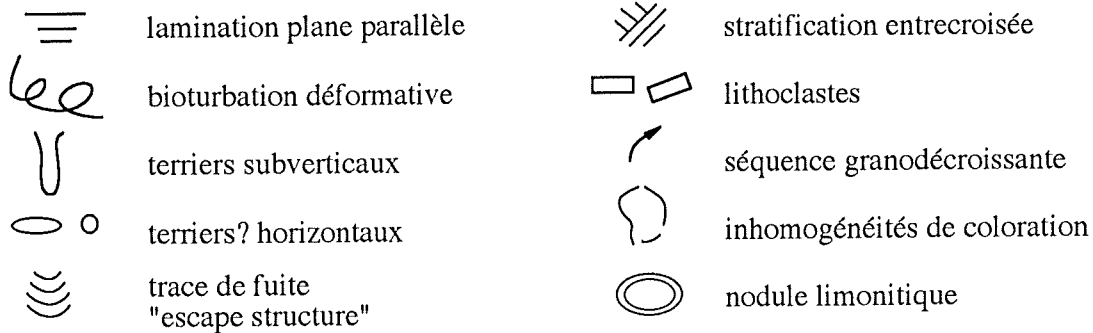 lamination plane parallèle
bioturbation déformative
terriers subverticaux
terriers? horizontaux
trace de fuite
"escape structure"
stratification entrecroisée
lithoclastes
séquence granodécroissante
inhomogénéités de coloration
nodule limonitique